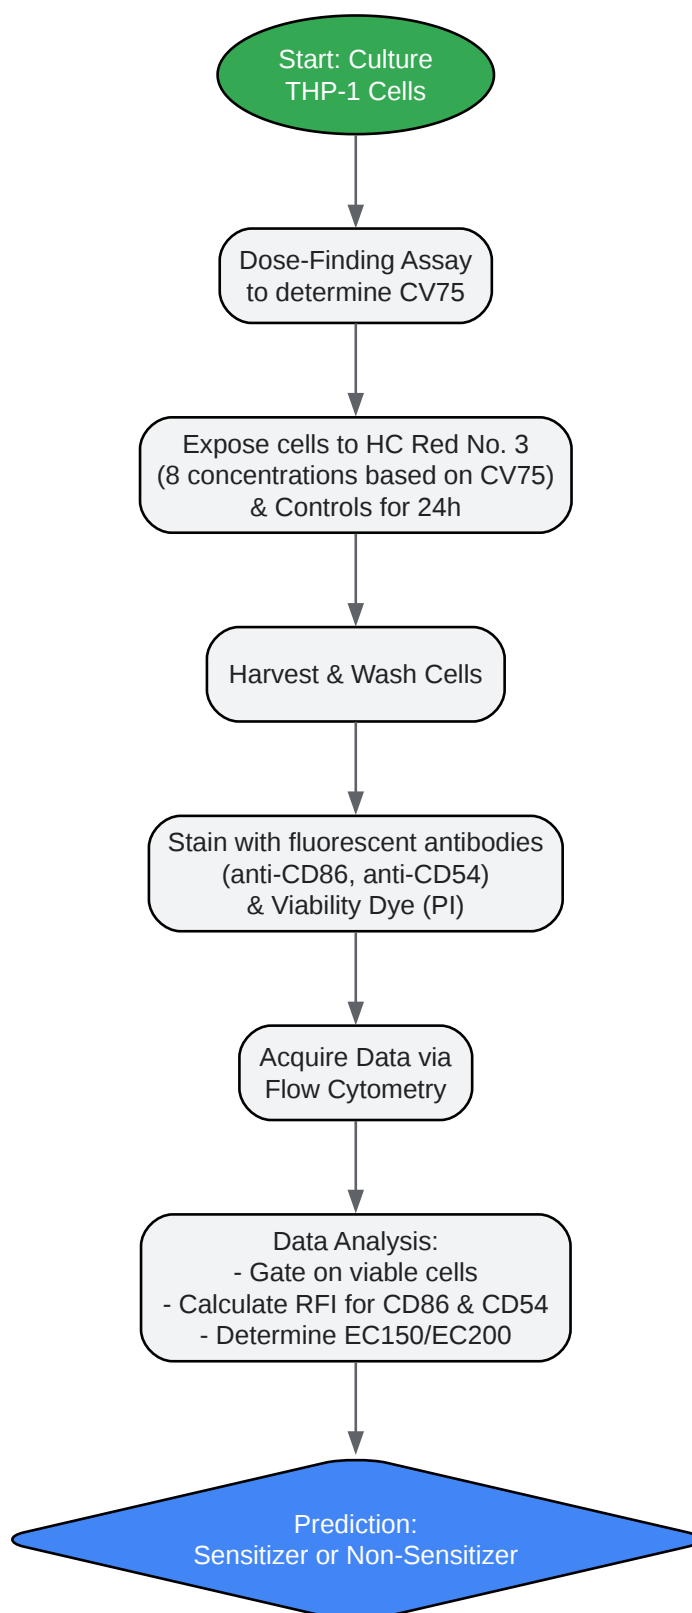 Start: Culture
THP-1 Cells
Dose-Finding Assay
to determine CV75
Expose cells to HC Red No. 3
(8 concentrations based on CV75)
& Controls for 24h
Harvest & Wash Cells
Stain with fluorescent antibodies
(anti-CD86, anti-CD54)
& Viability Dye (PI)
Acquire Data via
Flow Cytometry
Data Analysis:
- Gate on viable cells
- Calculate RFI for CD86 & CD54
- Determine EC150/EC200
Prediction:
Sensitizer or Non-Sensitizer